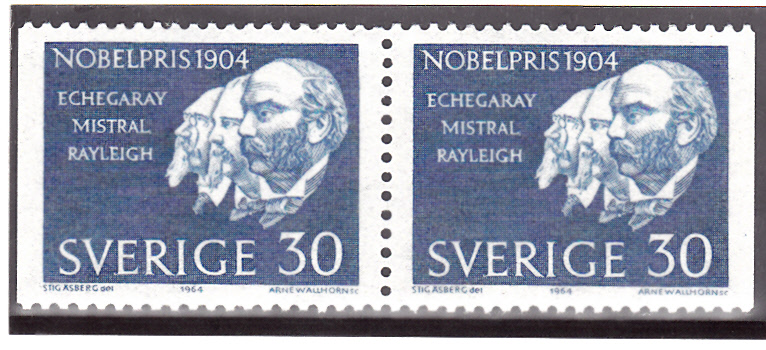 NOBELPRIS 1904
ECHEGARAY
MISTRAL
RAYLEIGH
SVERIGE 30
STIG ÅSBERG del 1964 ARNE WALLHORN sc
NOBELPRIS 1904
ECHEGARAY
MISTRAL
RAYLEIGH
SVERIGE 30
STIG ÅSBERG del 1964 ARNE WALLHORN sc